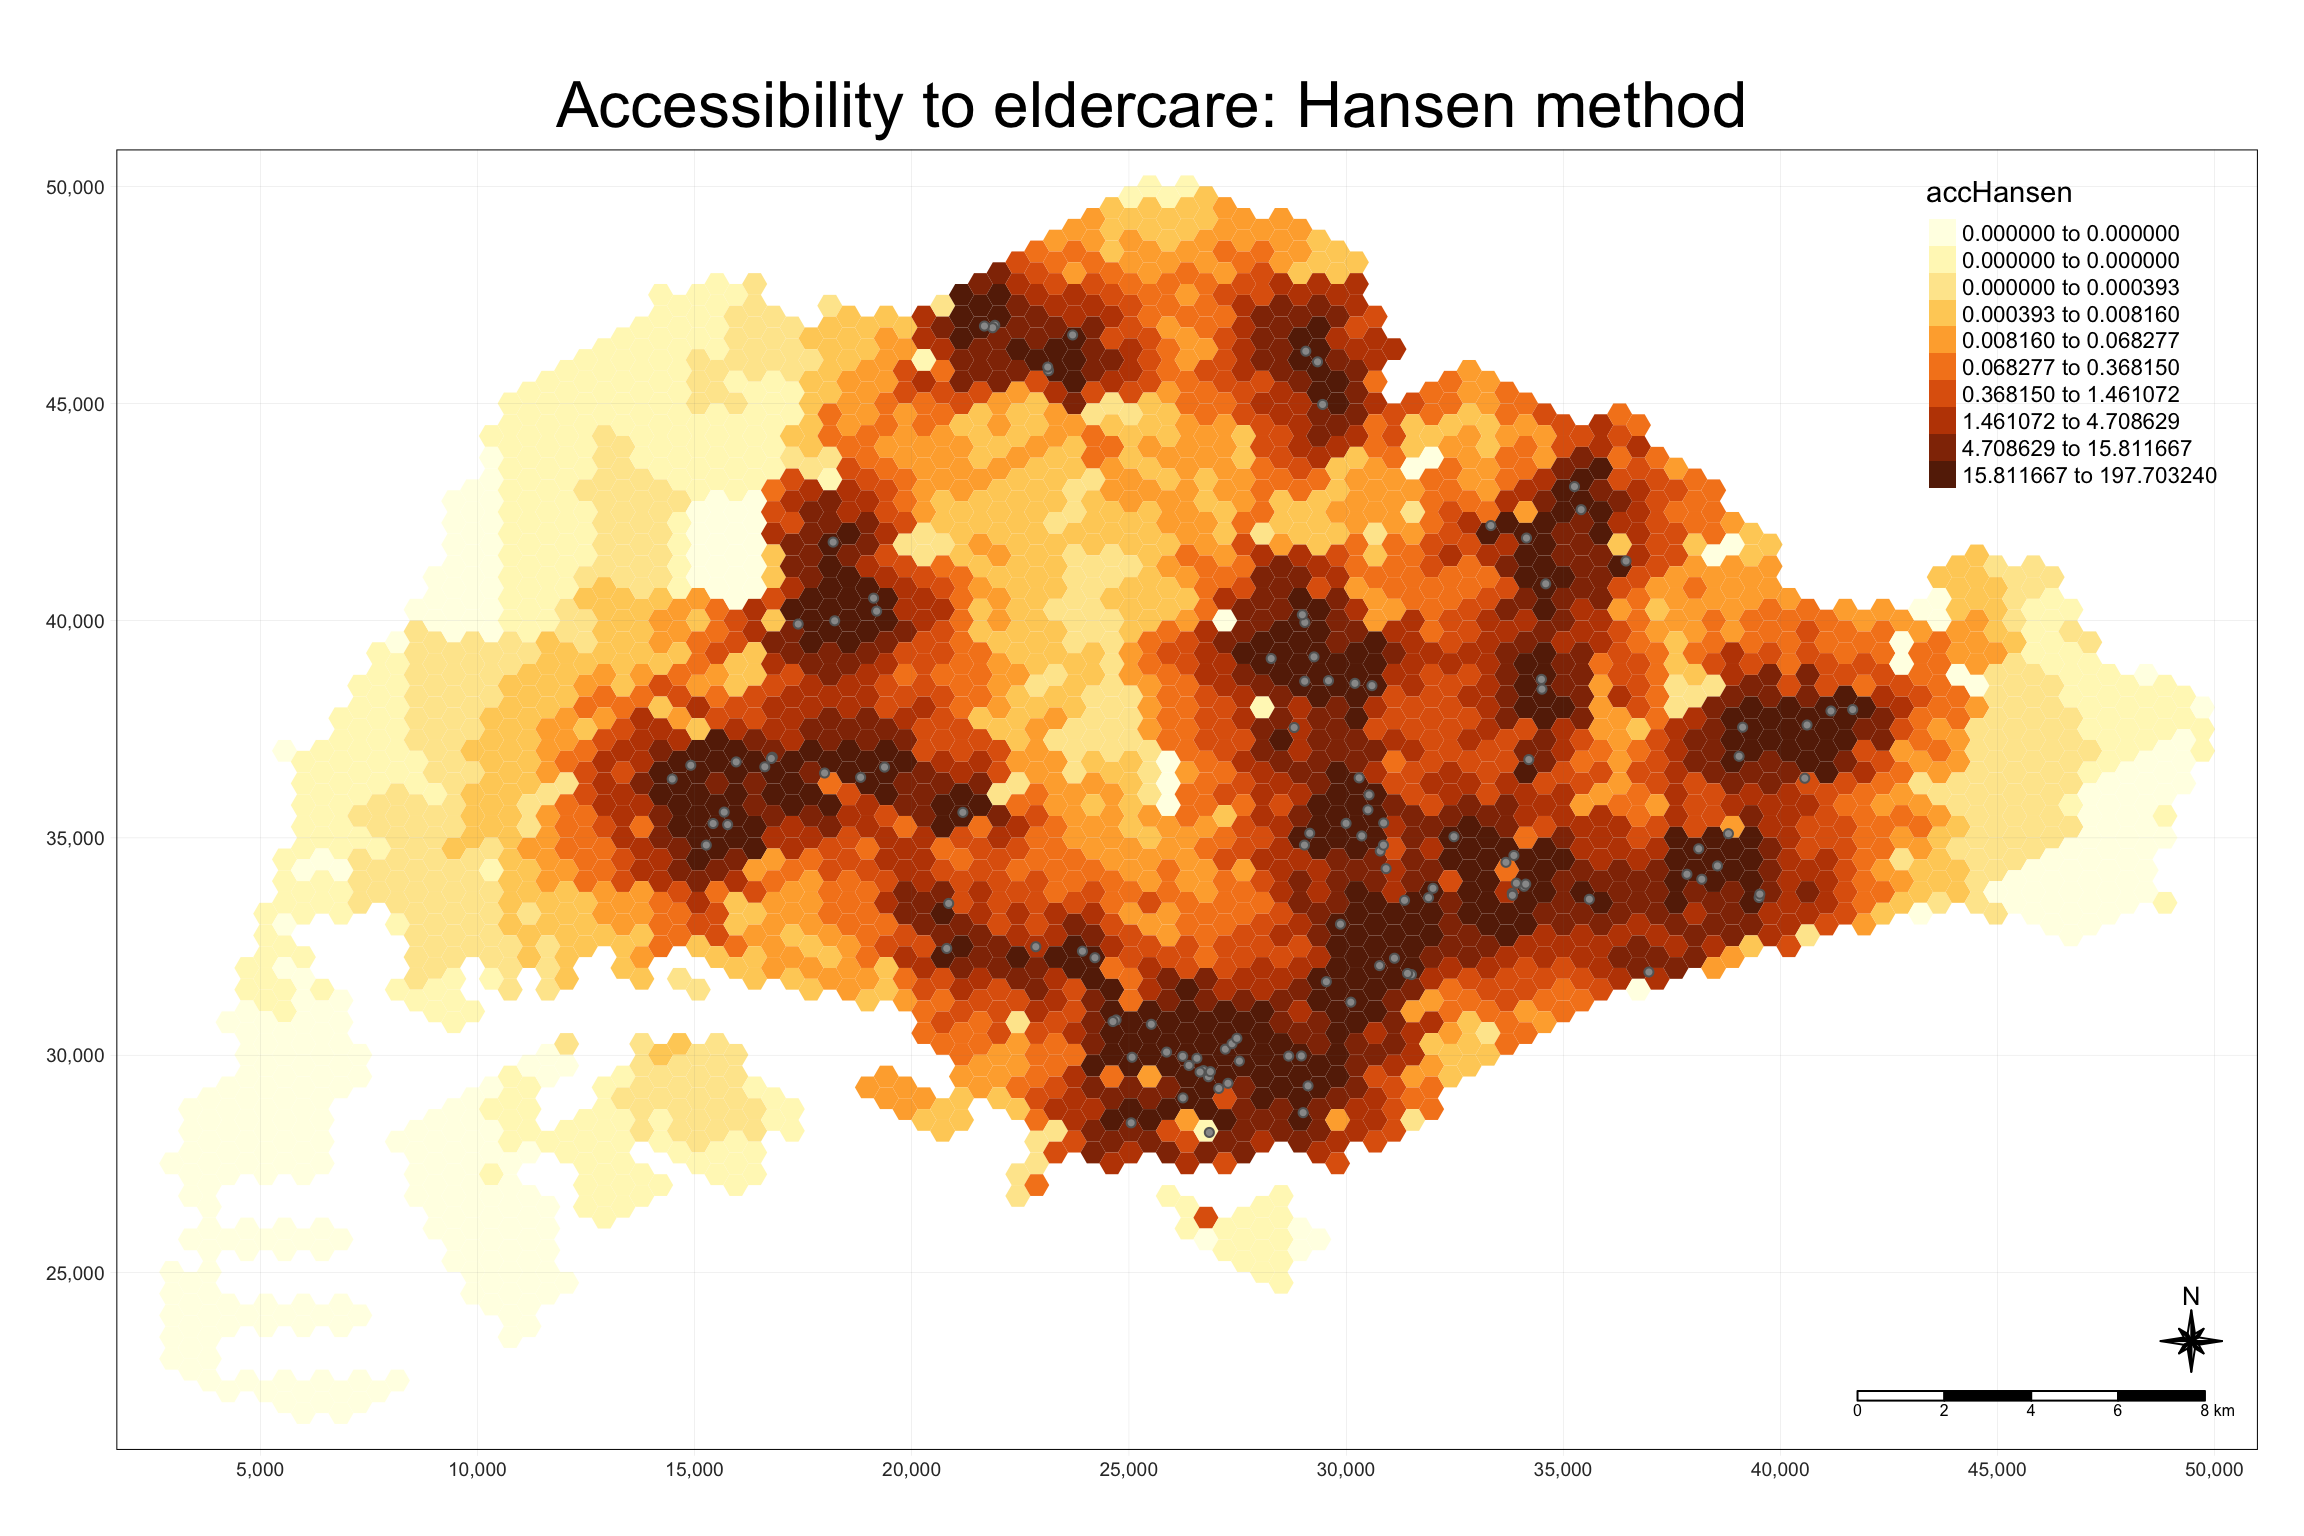 Accessibility to eldercare: Hansen method
accHansen
0.000000 to 0.000000
0.000000 to 0.000000
0.000000 to 0.000393
0.000393 to 0.008160
0.008160 to 0.068277
0.068277 to 0.368150
0.368150 to 1.461072
1.461072 to 4.708629
4.708629 to 15.811667
15.811667 to 197.703240
50,000
45,000
40,000
35,000
30,000
25,000
N
0 2 4 6 8 km
5,000 10,000 15,000 20,000 25,000 30,000 35,000 40,000 45,000 50,000